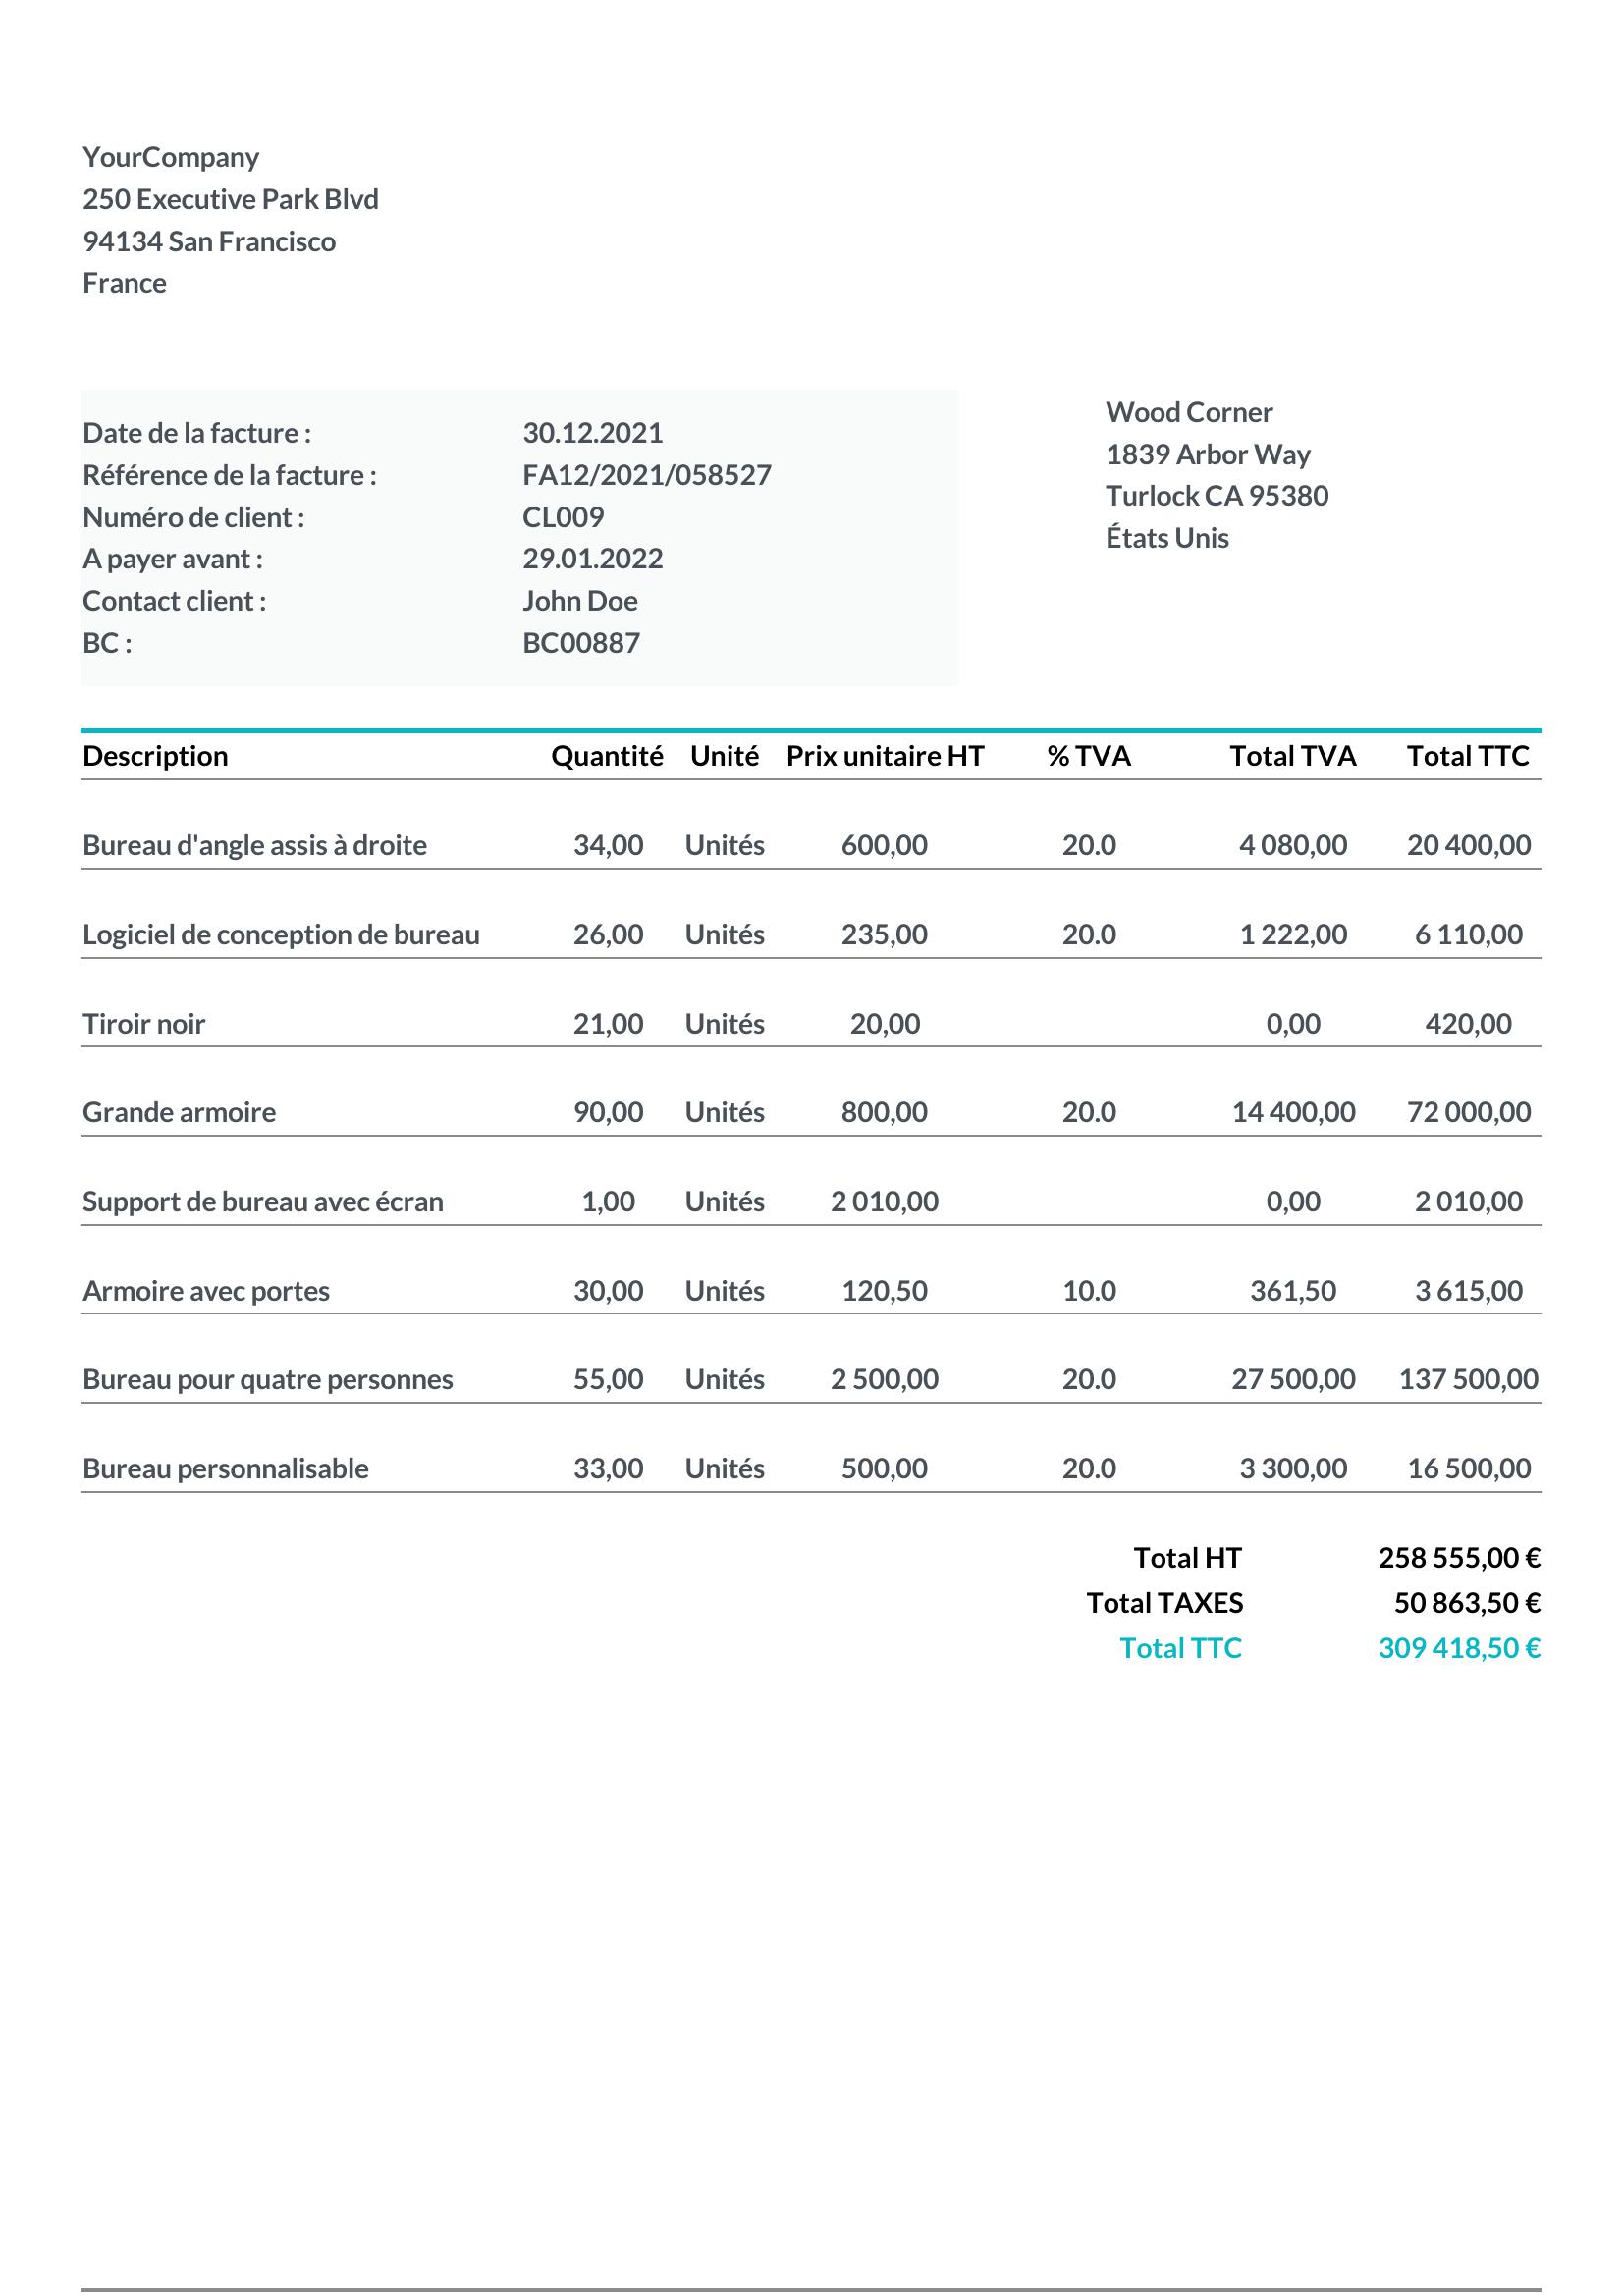 YourCompany
250 Executive Park Blvd
94134 San Francisco
France
Date de la facture : 30.12.2021
Référence de la facture : FA12/2021/058527
Numéro de client : CL009
A payer avant : 29.01.2022
Contact client : John Doe
BC : BC00887
Wood Corner
1839 Arbor Way
Turlock CA 95380
États Unis
Description Quantité Unité Prix unitaire HT % TVA Total TVA Total TTC
Bureau d'angle assis à droite 34,00 Unités 600,00 20.0 4 080,00 20 400,00
Logiciel de conception de bureau 26,00 Unités 235,00 20.0 1 222,00 6 110,00
Tiroir noir 21,00 Unités 20,00 0,00 420,00
Grande armoire 90,00 Unités 800,00 20.0 14 400,00 72 000,00
Support de bureau avec écran 1,00 Unités 2 010,00 0,00 2 010,00
Armoire avec portes 30,00 Unités 120,50 10.0 361,50 3 615,00
Bureau pour quatre personnes 55,00 Unités 2 500,00 20.0 27 500,00 137 500,00
Bureau personnalisable 33,00 Unités 500,00 20.0 3 300,00 16 500,00
Total HT 258 555,00 €
Total TAXES 50 863,50 €
Total TTC 309 418,50 €